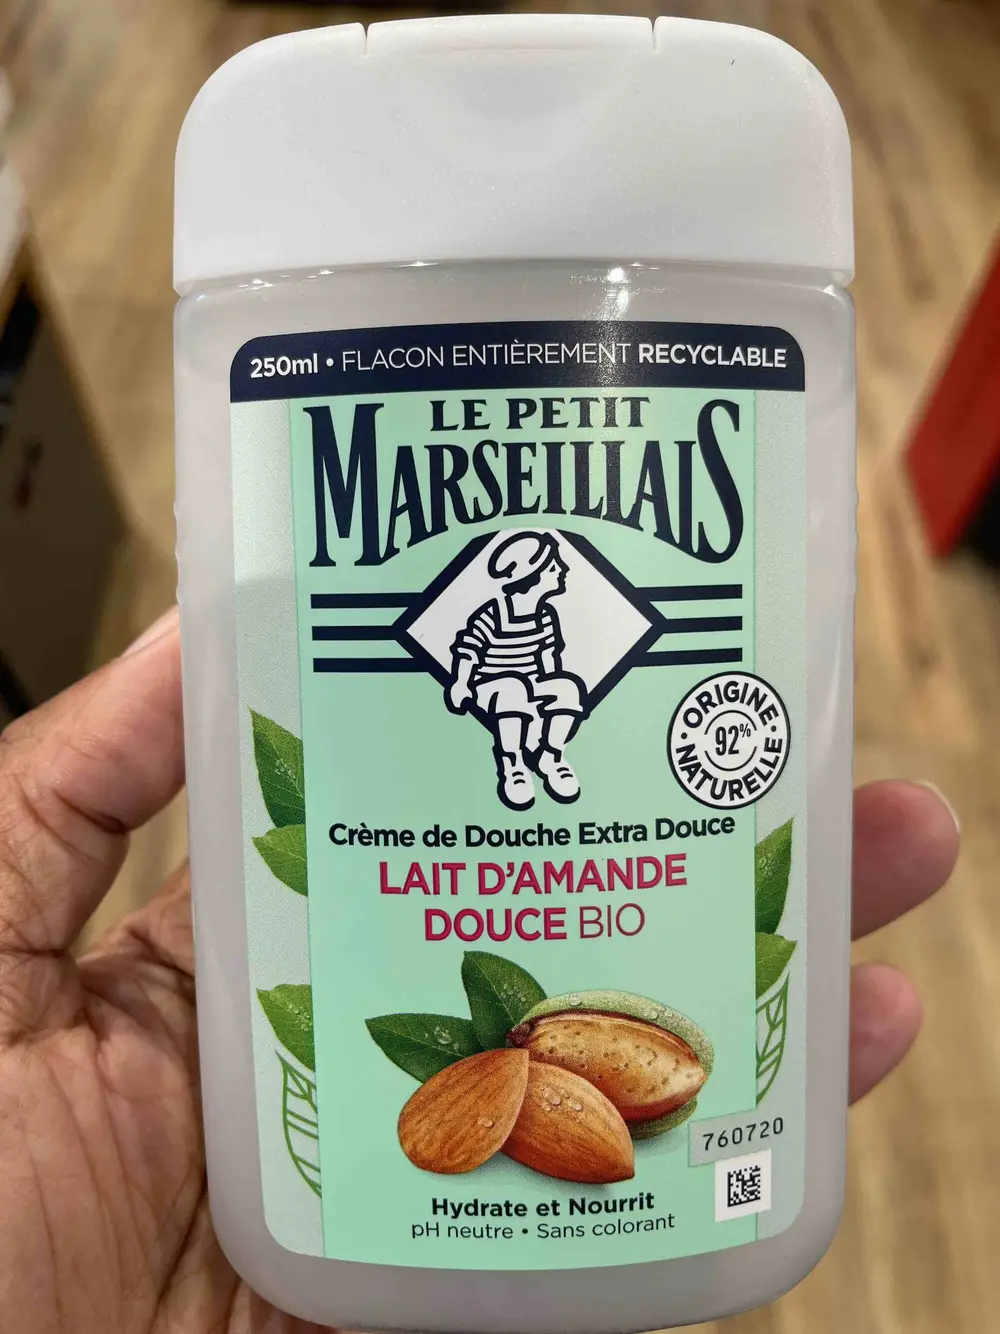 250ml • FLACON ENTIÈREMENT RECYCLABLE
LE PETIT
MARSEILLAIS
ORIGINE
92%
NATURELLE
Crème de Douche Extra Douce
LAIT D'AMANDE
DOUCE BIO
760720
Hydrate et Nourrit
pH neutre • Sans colorant